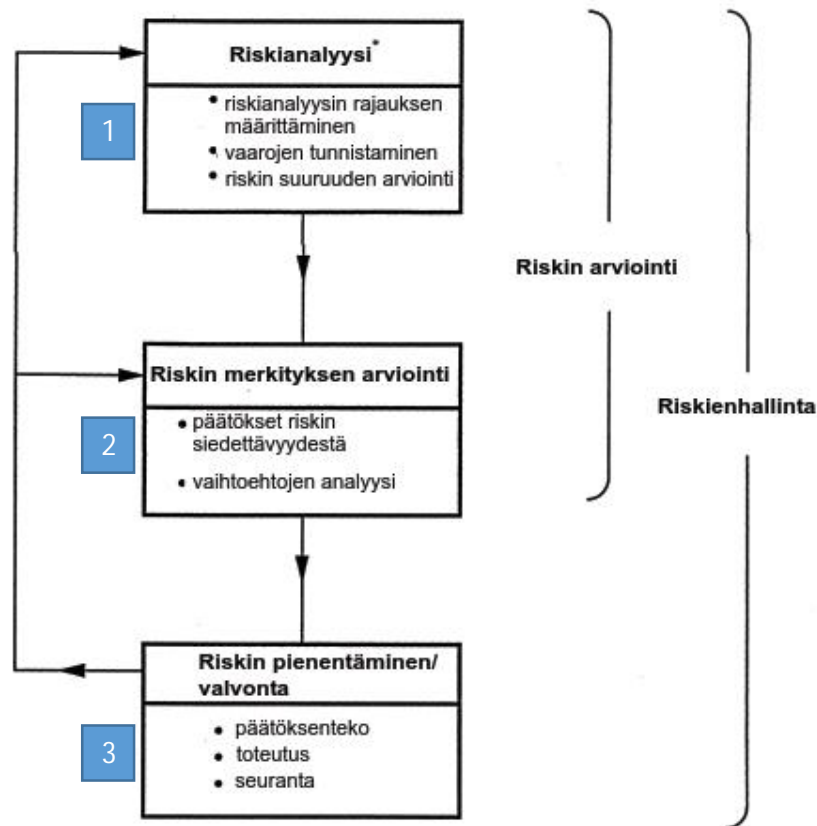 Riskianalyysi*
1
• riskianalyysin rajauksen
määrittäminen
• vaarojen tunnistaminen
• riskin suuruuden arviointi
Riskin arviointi
Riskin merkityksen arviointi
Riskienhallinta
2
• päätökset riskin
siedettävyydestä
• vaihtoehtojen analyysi
Riskin pienentäminen/
valvonta
3
• päätöksenteko
• toteutus
• seuranta